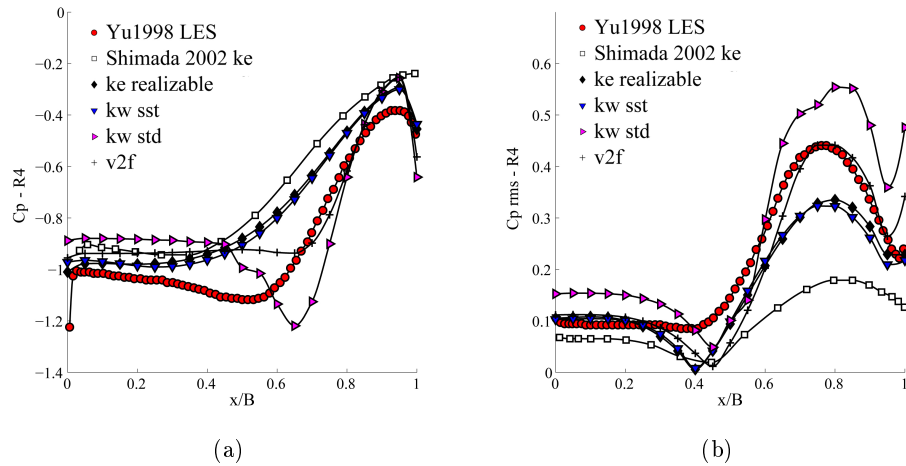 Yu1998 LES
Shimada 2002 ke
ke realizable
kw sst
kw std
v2f
0
−0.2
−0.4
−0.6
−0.8
−1
−1.2
−1.4
Cp - R4
0
0.2
0.4
0.6
0.8
1
x/B
(a)
Yu1998 LES
Shimada 2002 ke
ke realizable
kw sst
kw std
v2f
0.6
0.5
0.4
0.3
0.2
0.1
0
Cp rms - R4
0
0.2
0.4
0.6
0.8
1
x/B
(b)